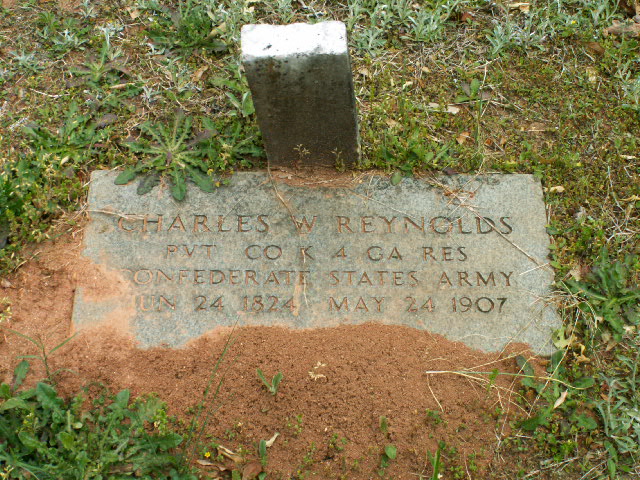 CHARLES W REYNOLDS
PVT CO K 4 GA RES
CONFEDERATE STATES ARMY
JUN 24 1824 MAY 24 1907